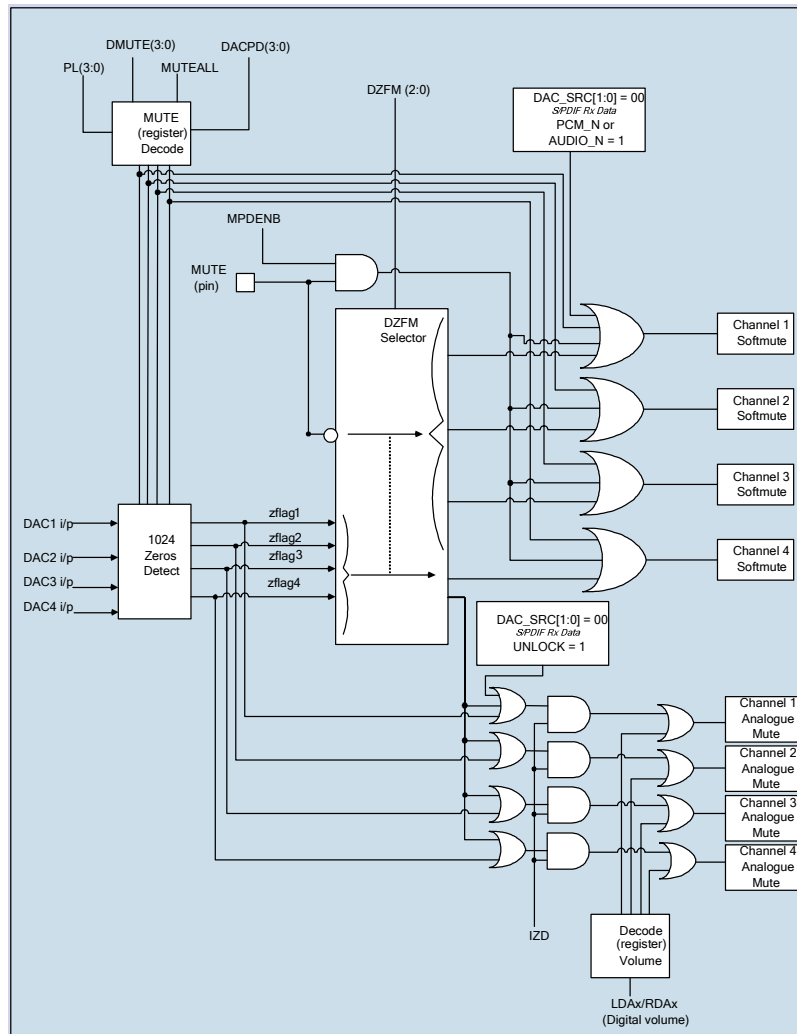 DMUTE(3:0)
PL(3:0)
MUTEALL
DACPD(3:0)
MUTE
(register)
Decode
DZFM (2:0)
DAC_SRC[1:0] = 00
S/PDIF Rx Data
PCM_N or
AUDIO_N = 1
MPDENB
MUTE
(pin)
DZFM
Selector
Channel 1
Softmute
Channel 2
Softmute
Channel 3
Softmute
Channel 4
Softmute
DAC1 i/p
DAC2 i/p
DAC3 i/p
DAC4 i/p
1024
Zeros
Detect
zflag1
zflag2
zflag3
zflag4
DAC_SRC[1:0] = 00
S/PDIF Rx Data
UNLOCK = 1
Channel 1
Analogue
Mute
Channel 2
Analogue
Mute
Channel 3
Analogue
Mute
Channel 4
Analogue
Mute
IZD
Decode
(register)
Volume
LDAx/RDAx
(Digital volume)